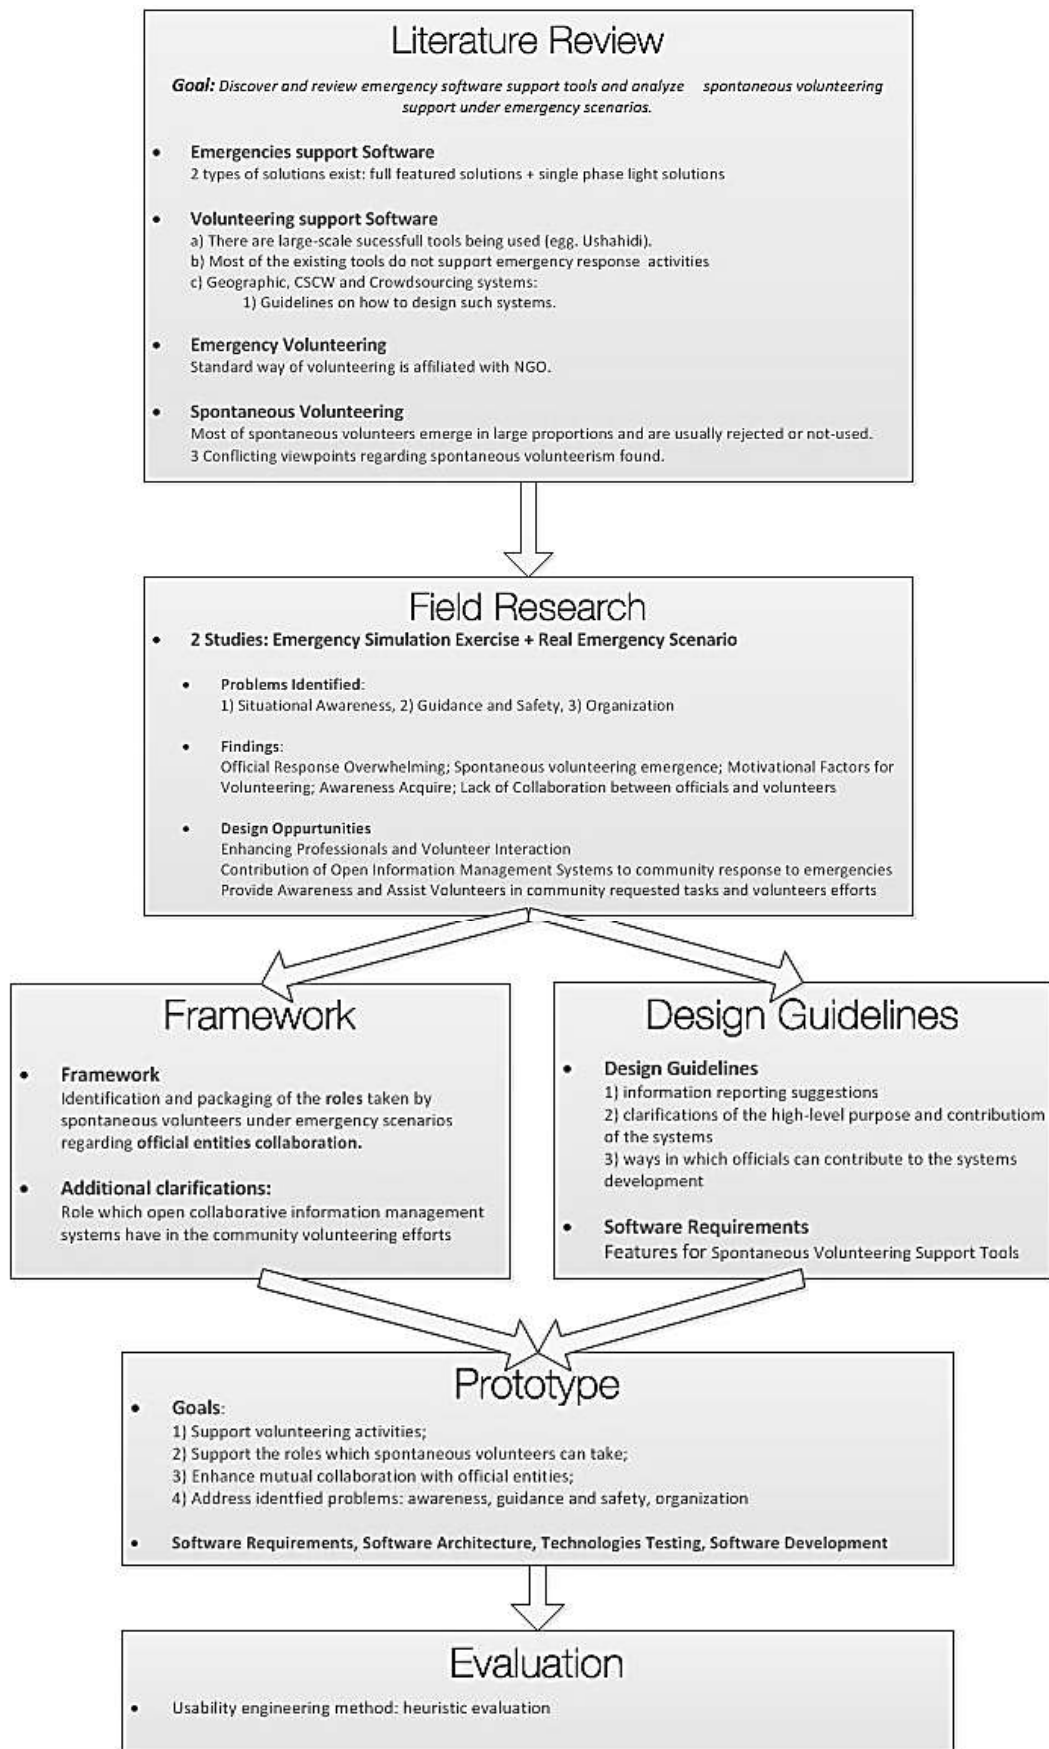 Literature Review
Goal: Discover and review emergency software support tools and analyze spontaneous volunteering
support under emergency scenarios.
• Emergencies support Software
2 types of solutions exist: full featured solutions + single phase light solutions
• Volunteering support Software
a) There are large-scale sucessfull tools being used (egg. Ushahidi).
b) Most of the existing tools do not support emergency response activities
c) Geographic, CSCW and Crowdsourcing systems:
1) Guidelines on how to design such systems.
• Emergency Volunteering
Standard way of volunteering is affiliated with NGO.
• Spontaneous Volunteering
Most of spontaneous volunteers emerge in large proportions and are usually rejected or not-used.
3 Conflicting viewpoints regarding spontaneous volunteerism found.
Field Research
• 2 Studies: Emergency Simulation Exercise + Real Emergency Scenario
• Problems Identified:
1) Situational Awareness, 2) Guidance and Safety, 3) Organization
• Findings:
Official Response Overwhelming; Spontaneous volunteering emergence; Motivational Factors for
Volunteering; Awareness Acquire; Lack of Collaboration between officials and volunteers
• Design Oppurtunities
Enhancing Professionals and Volunteer Interaction
Contribution of Open Information Management Systems to community response to emergencies
Provide Awareness and Assist Volunteers in community requested tasks and volunteers efforts
Framework
• Framework
Identification and packaging of the roles taken by
spontaneous volunteers under emergency scenarios
regarding official entities collaboration.
• Additional clarifications:
Role which open collaborative information management
systems have in the community volunteering efforts
Design Guidelines
• Design Guidelines
1) information reporting suggestions
2) clarifications of the high-level purpose and contributiom
of the systems
3) ways in which officials can contribute to the systems
development
• Software Requirements
Features for Spontaneous Volunteering Support Tools
Prototype
• Goals:
1) Support volunteering activities;
2) Support the roles which spontaneous volunteers can take;
3) Enhance mutual collaboration with official entities;
4) Address identfied problems: awareness, guidance and safety, organization
• Software Requirements, Software Architecture, Technologies Testing, Software Development
Evaluation
• Usability engineering method: heuristic evaluation